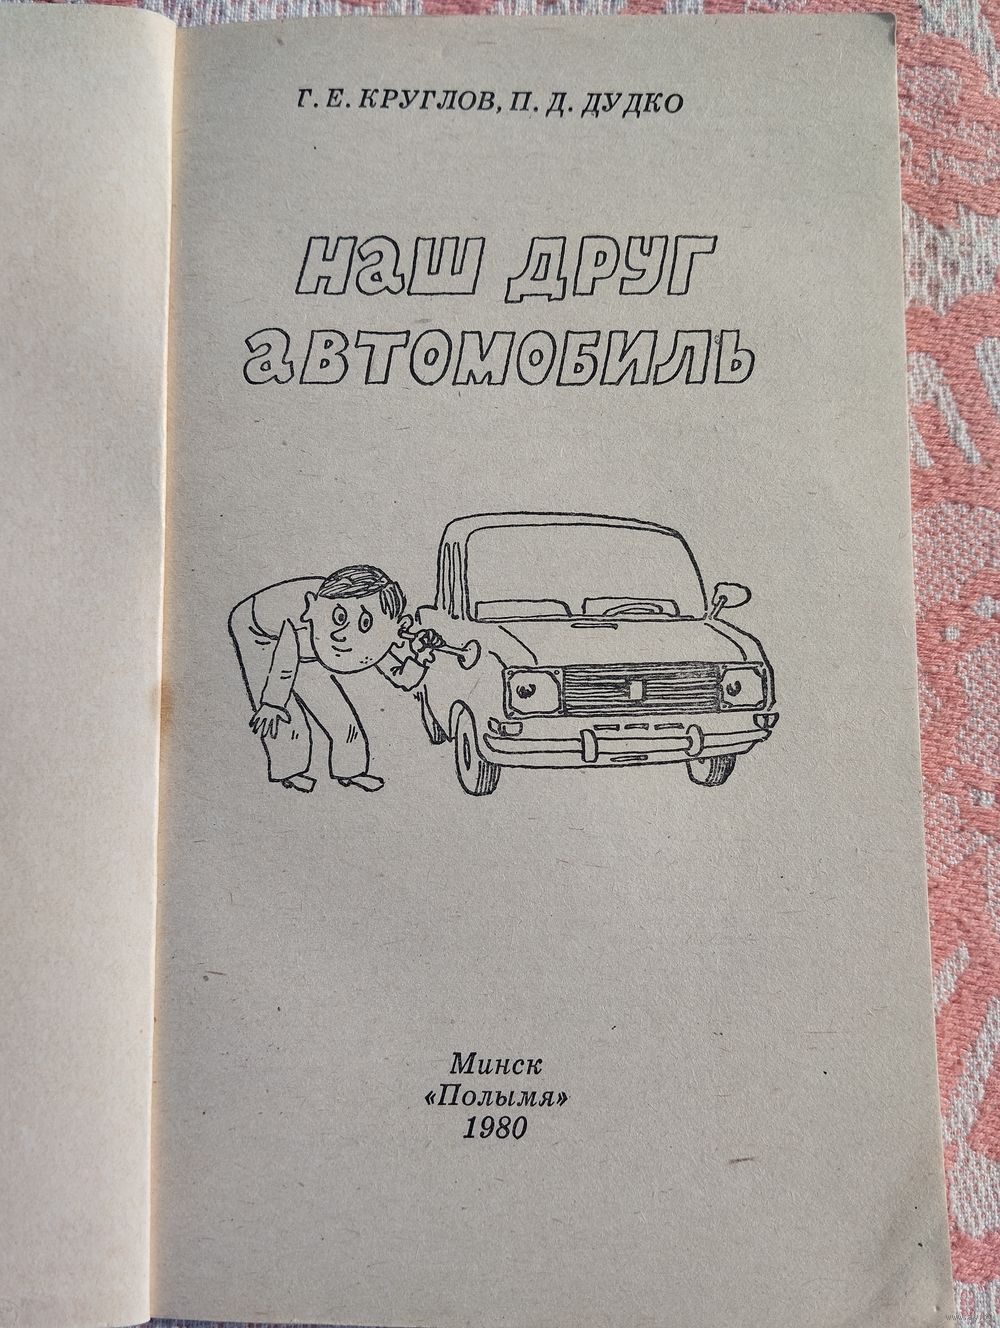 Г. Е. КРУГЛОВ, П. Д. ДУДКО
наш друг
автомобиль
Минск
«Полымя»
1980